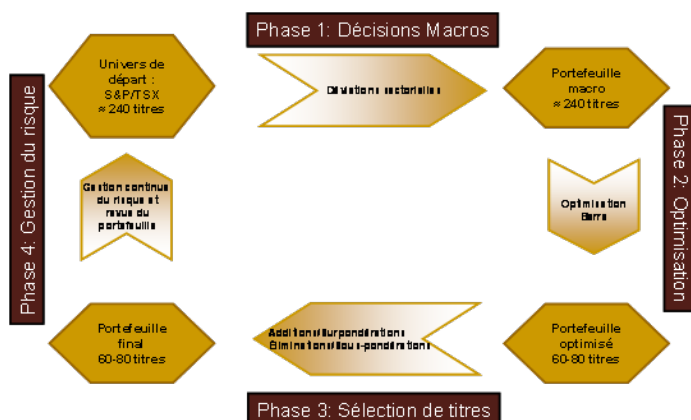 Phase 1: Décisions Macros
Univers de
départ :
S&P/TSX
≈ 240 titres
Déviations sectorielles
Portefeuille
macro
≈ 240 titres
Phase 2: Optimisation
Optimisation
Barra
Portefeuille
optimisé
60-80 titres
Phase 3: Sélection de titres
Additions/Surpondérations
Éliminations/Sous-pondérations
Portefeuille
final
60-80 titres
Phase 4: Gestion du risque
Gestion continue
du risque et
revue du
portefeuille